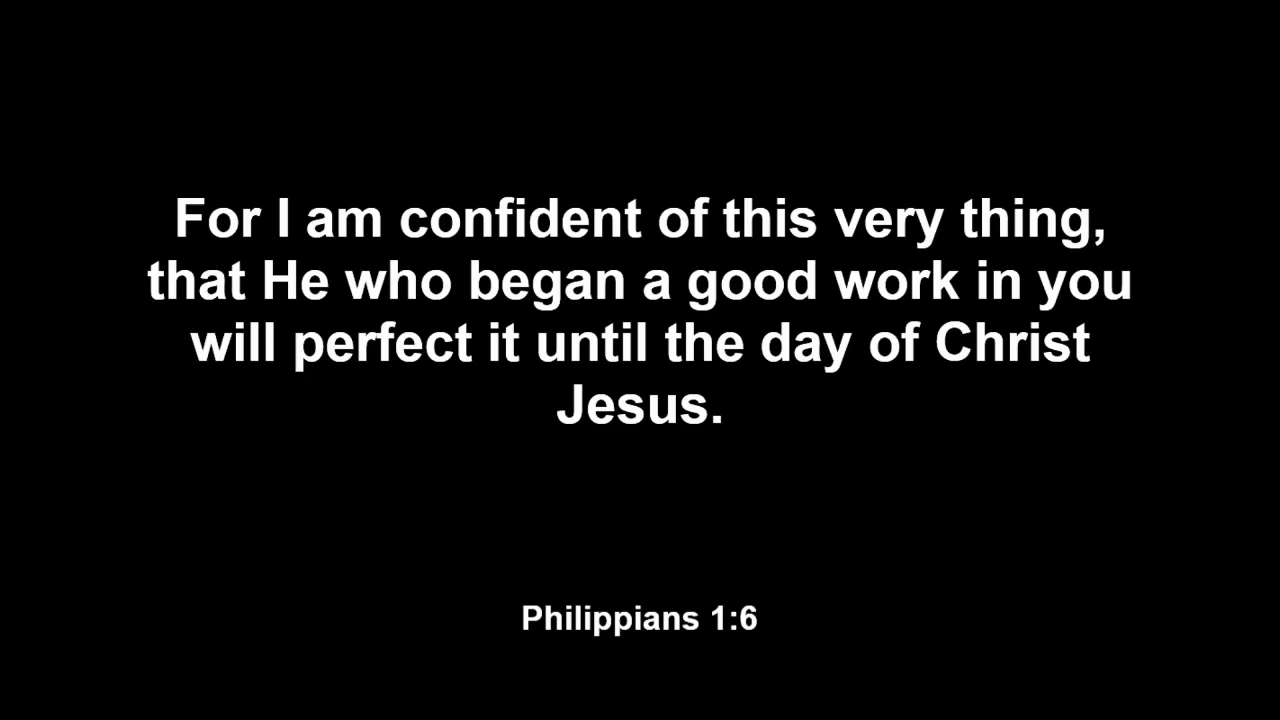 For I am confident of this very thing,
that He who began a good work in you
will perfect it until the day of Christ
Jesus.
Philippians 1:6